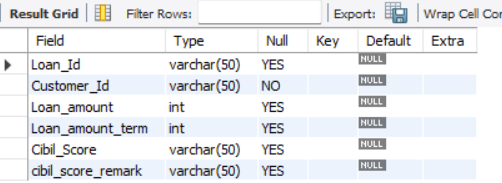 Result Grid Filter Rows: Export: Wrap Cell Con
Field Type Null Key Default Extra
Loan_Id varchar(50) YES NULL
Customer_Id varchar(50) NO NULL
Loan_amount int YES NULL
Loan_amount_term int YES NULL
Cibil_Score varchar(50) YES NULL
cibil_score_remark varchar(50) YES NULL